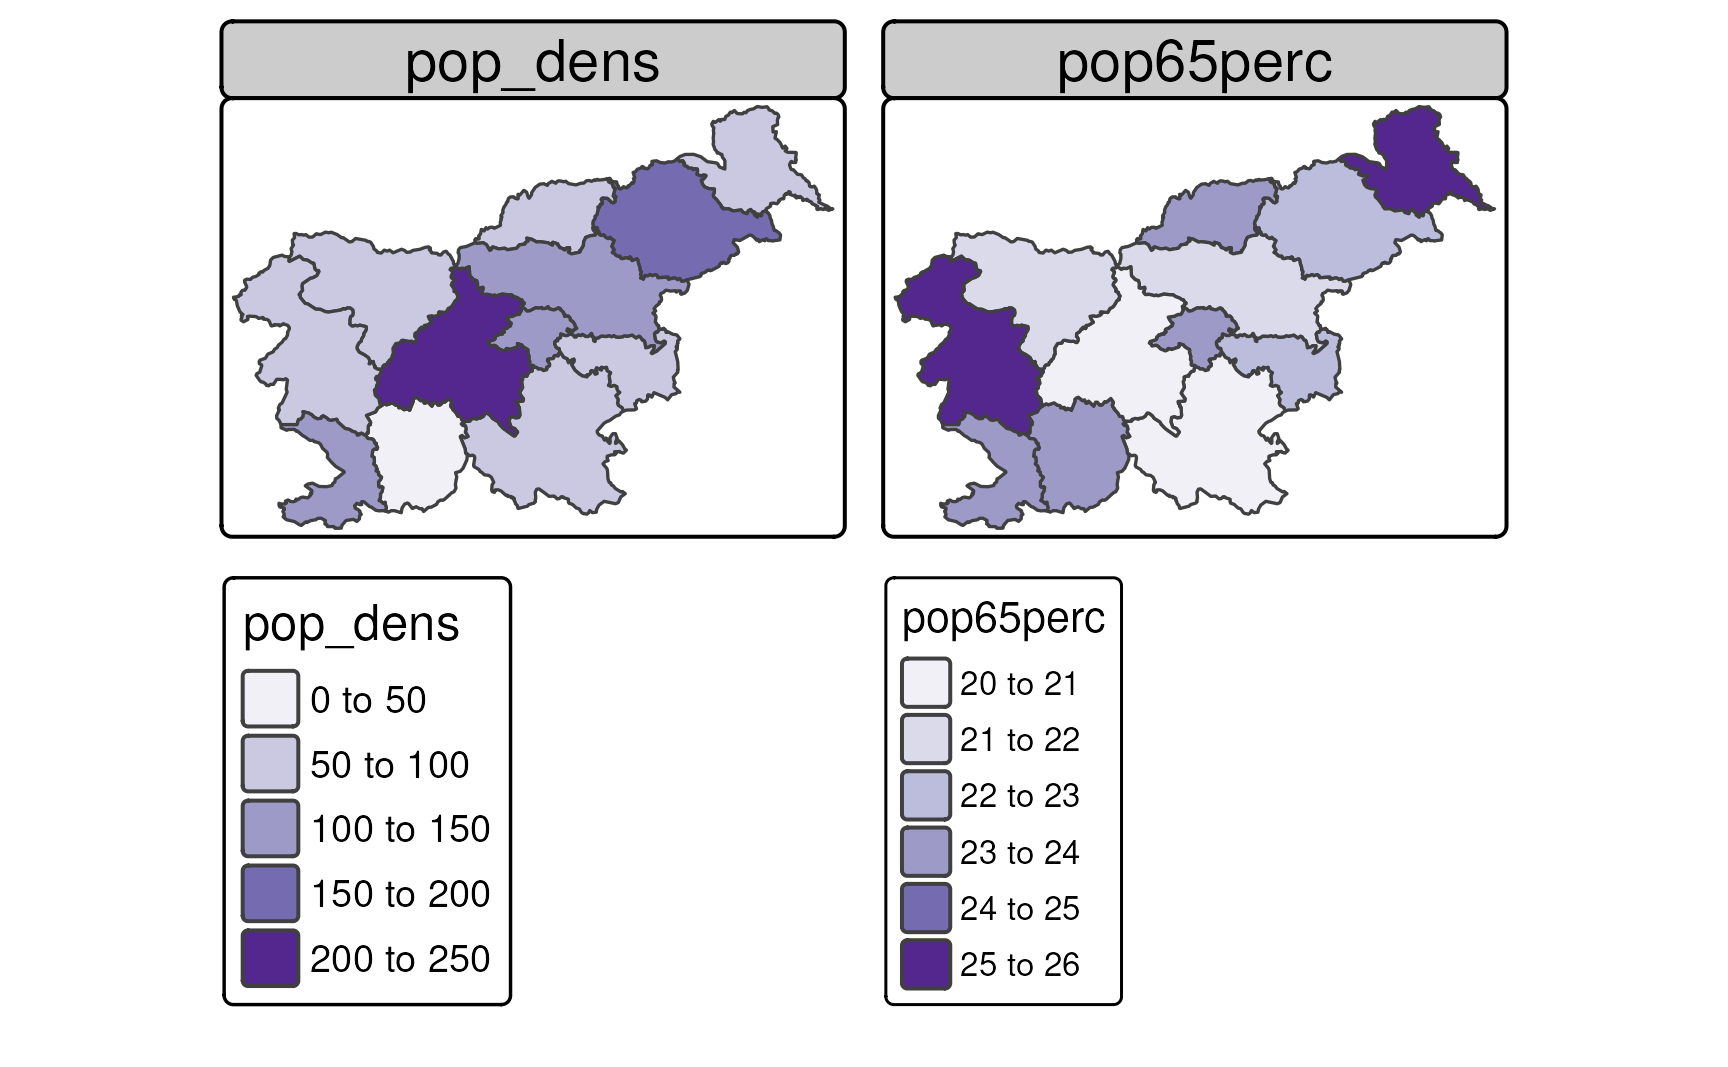 pop_dens
pop65perc
pop_dens
0 to 50
50 to 100
100 to 150
150 to 200
200 to 250
pop65perc
20 to 21
21 to 22
22 to 23
23 to 24
24 to 25
25 to 26